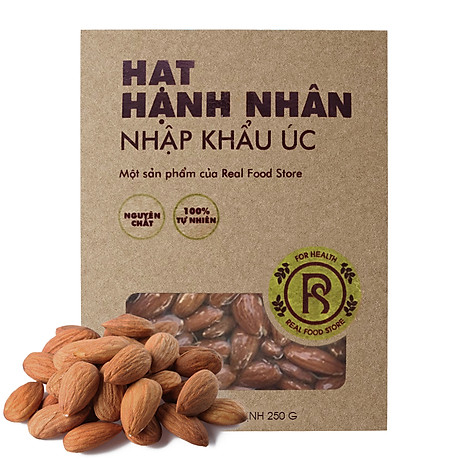 HẠT
HẠNH NHÂN
NHẬP KHẨU ÚC
Một sản phẩm của Real Food Store
NGUYÊN
CHẤT
100%
TỰ NHIÊN
FOR HEALTH
RS
REAL FOOD STORE
NH 250 G